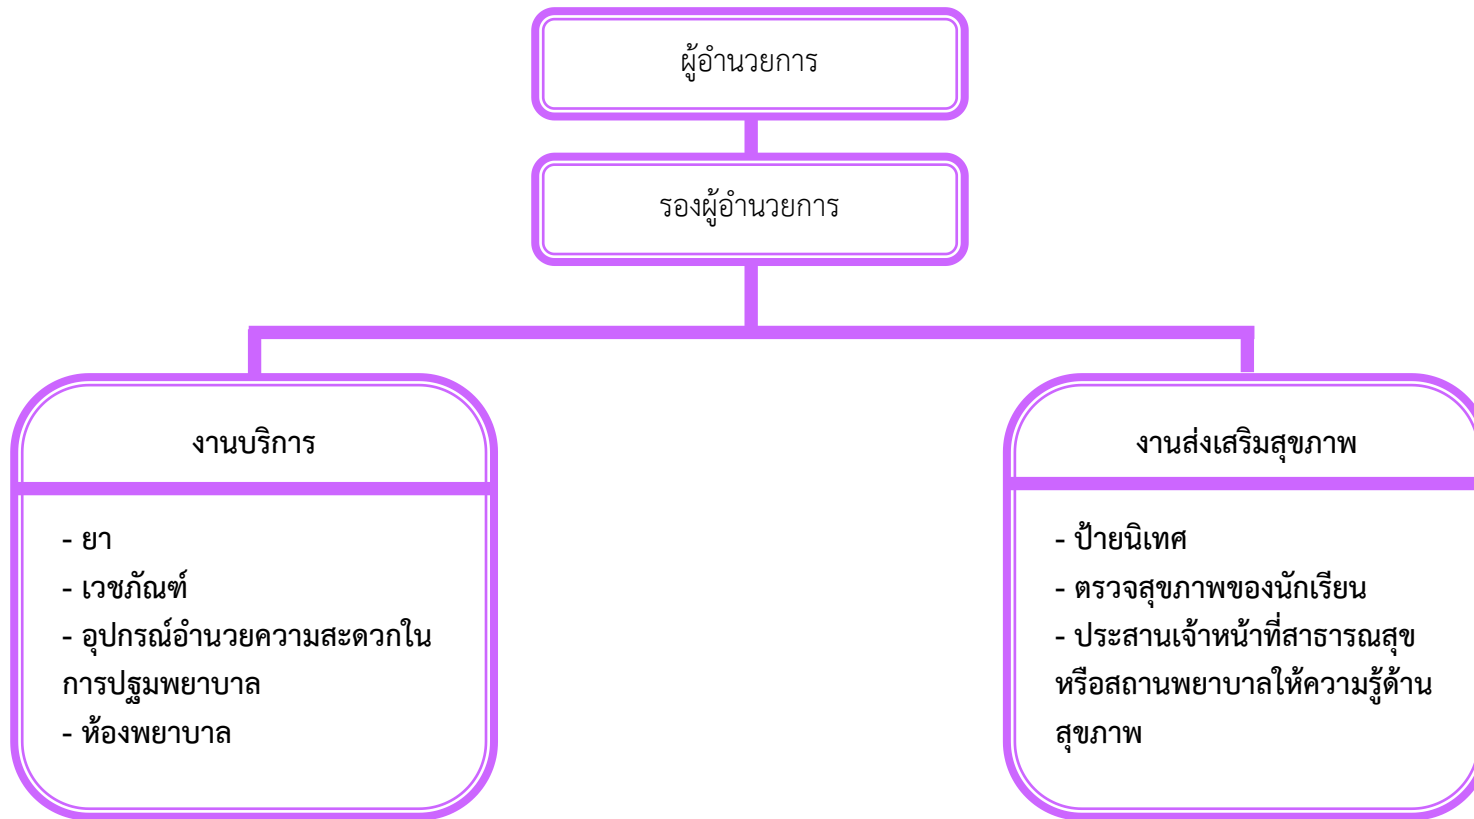 ผู้อำนวยการ
รองผู้อำนวยการ
งานบริการ
- ยา
- เวชภัณฑ์
- อุปกรณ์อำนวยความสะดวกใน
การปฐมพยาบาล
- ห้องพยาบาล
งานส่งเสริมสุขภาพ
- ป้ายนิเทศ
- ตรวจสุขภาพของนักเรียน
- ประสานเจ้าหน้าที่สาธารณสุข
หรือสถานพยาบาลให้ความรู้ด้าน
สุขภาพ